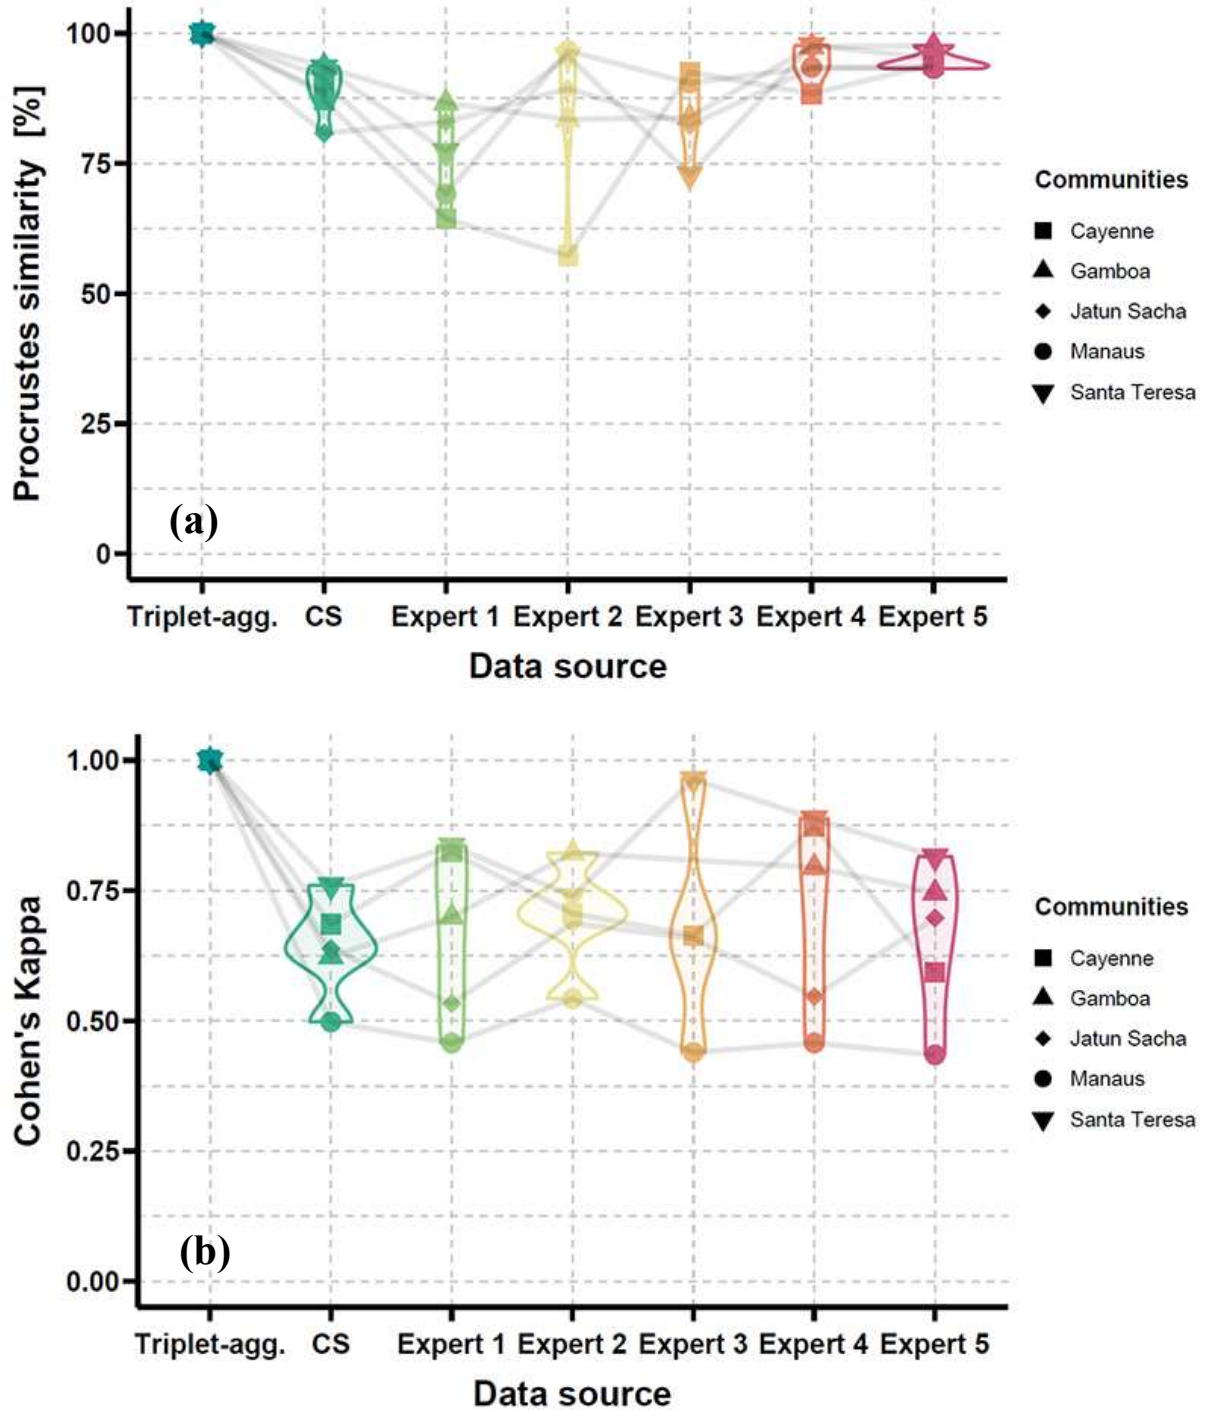 100
75
50
25
0
Procrustes similarity [%]
(a)
Triplet-agg. CS Expert 1 Expert 2 Expert 3 Expert 4 Expert 5
Data source
Communities
Cayenne
Gamboa
Jatun Sacha
Manaus
Santa Teresa
1.00
0.75
0.50
0.25
0.00
Cohen's Kappa
(b)
Triplet-agg. CS Expert 1 Expert 2 Expert 3 Expert 4 Expert 5
Data source
Communities
Cayenne
Gamboa
Jatun Sacha
Manaus
Santa Teresa